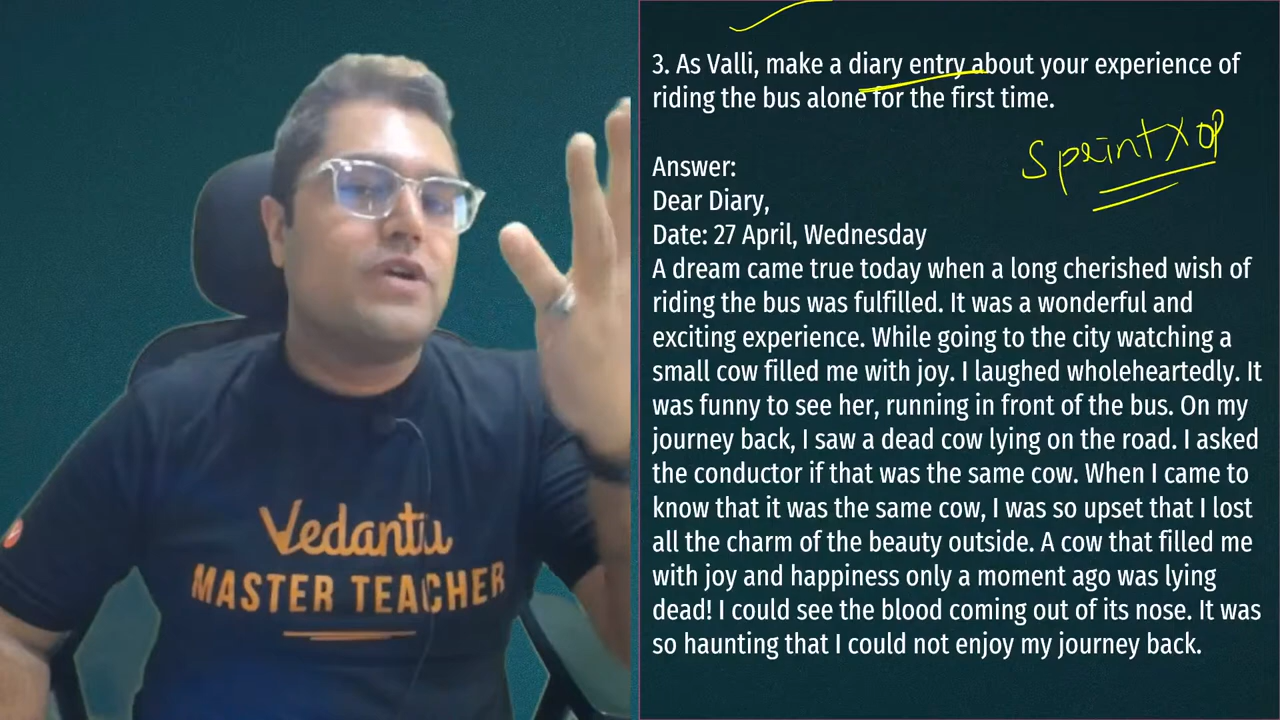 3. As Valli, make a diary entry about your experience of
riding the bus alone for the first time.
SprintX OP
Answer:
Dear Diary,
Date: 27 April, Wednesday
A dream came true today when a long cherished wish of
riding the bus was fulfilled. It was a wonderful and
exciting experience. While going to the city watching a
small cow filled me with joy. I laughed wholeheartedly. It
was funny to see her, running in front of the bus. On my
journey back, I saw a dead cow lying on the road. I asked
the conductor if that was the same cow. When I came to
know that it was the same cow, I was so upset that I lost
all the charm of the beauty outside. A cow that filled me
with joy and happiness only a moment ago was lying
dead! I could see the blood coming out of its nose. It was
so haunting that I could not enjoy my journey back.
Vedantu
MASTER TEACHER